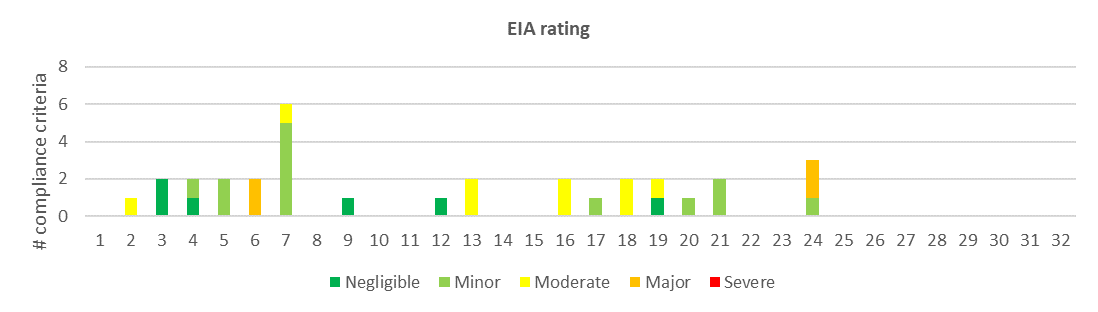 EIA rating
# compliance criteria
8
6
4
2
0
1 2 3 4 5 6 7 8 9 10 11 12 13 14 15 16 17 18 19 20 21 22 23 24 25 26 27 28 29 30 31 32
Negligible Minor Moderate Major Severe